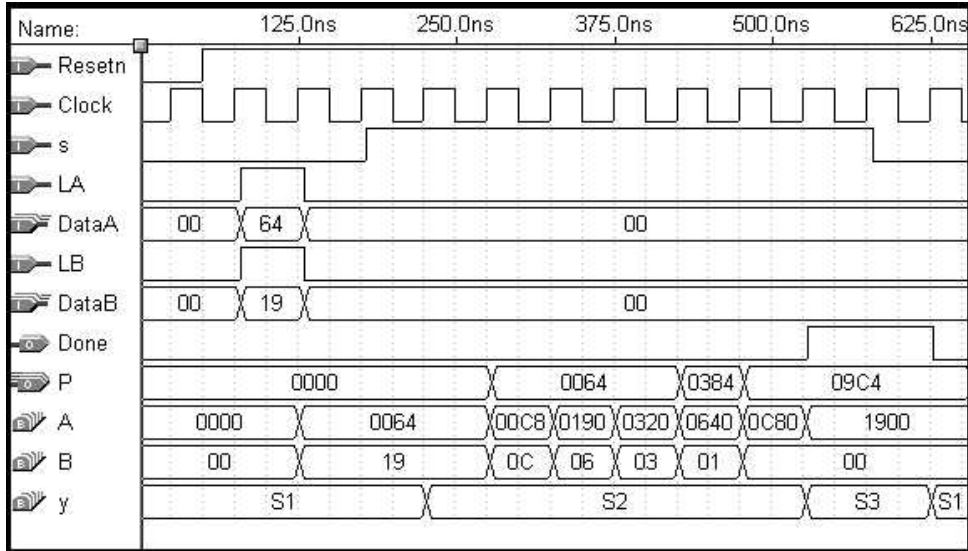 Name: 125.0ns 250.0ns 375.0ns 500.0ns 625.0ns
Resetn
Clock
s
LA
DataA 00 64 00
LB
DataB 00 19 00
Done
P 0000 0064 0384 09C4
A 0000 0064 00C8 0190 0320 0640 0C80 1900
B 00 19 0C 06 03 01 00
y S1 S2 S3 S1